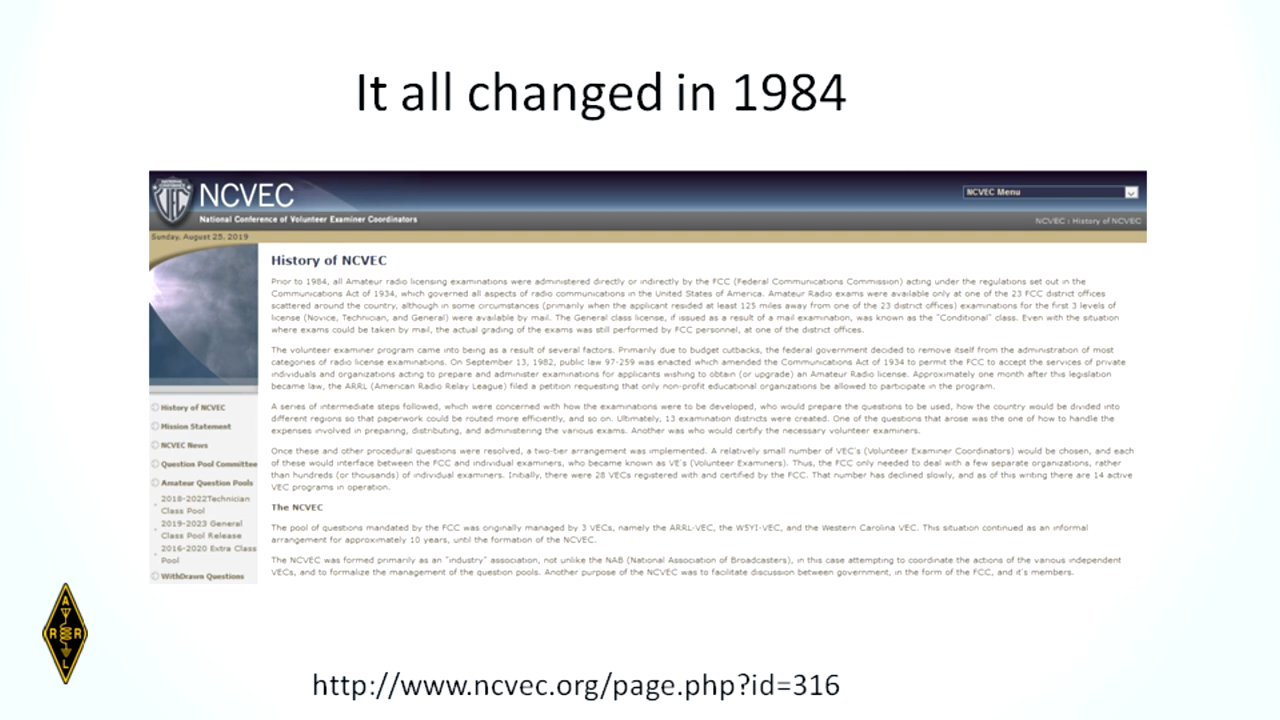 It all changed in 1984
NCVEC
National Conference of Volunteer Examiner Coordinators
NCVEC Menu
NCVEC : History of NCVEC
Sunday, August 25, 2019
History of NCVEC
Prior to 1984, all Amateur radio licensing examinations were administered directly or indirectly by the FCC (Federal Communications Commission) acting under the regulations set out in the
Communications Act of 1934, which governed all aspects of radio communications in the United States of America. Amateur Radio exams were available only at one of the 23 FCC district offices
scattered around the country, although in some circumstances (primarily when the applicant resided at least 125 miles away from one of the 23 district offices) examinations for the first 3 levels of
license (Novice, Technician, and General) were available by mail. The General class license, if issued as a result of a mail examination, was known as the "Conditional" class. Even with the situation
where exams could be taken by mail, the actual grading of the exams was still performed by FCC personnel, at one of the district offices.
The volunteer examiner program came into being as a result of several factors. Primarily due to budget cutbacks, the federal government decided to remove itself from the administration of most
categories of radio license examinations. On September 13, 1982, public law 97-259 was enacted which amended the Communications Act of 1934 to permit the FCC to accept the services of private
individuals and organizations acting to prepare and administer examinations for applicants wishing to obtain (or upgrade) an Amateur Radio license. Approximately one month after this legislation
became law, the ARRL (American Radio Relay League) filed a petition requesting that only non-profit educational organizations be allowed to participate in the program.
A series of intermediate steps followed, which were concerned with how the examinations were to be developed, who would prepare the questions to be used, how the country would be divided into
different regions so that paperwork could be routed more efficiently, and so on. Ultimately, 13 examination districts were created. One of the questions that arose was the one of how to handle the
expenses involved in preparing, distributing, and administering the various exams. Another was who would certify the necessary volunteer examiners.
Once these and other procedural questions were resolved, a two-tier arrangement was implemented. A relatively small number of VEC's (Volunteer Examiner Coordinators) would be chosen, and each
of these would interface between the FCC and individual examiners, who became known as VE's (Volunteer Examiners). Thus, the FCC only needed to deal with a few separate organizations, rather
than hundreds (or thousands) of individual examiners. Initially, there were 28 VECs registered with and certified by the FCC. That number has declined slowly, and as of this writing there are 14 active
VEC programs in operation.
The NCVEC
The pool of questions mandated by the FCC was originally managed by 3 VECs, namely the ARRL-VEC, the W5YI-VEC, and the Western Carolina VEC. This situation continued as an informal
arrangement for approximately 10 years, until the formation of the NCVEC.
The NCVEC was formed primarily as an "industry" association, not unlike the NAB (National Association of Broadcasters), in this case attempting to coordinate the actions of the various independent
VECs, and to formalize the management of the question pools. Another purpose of the NCVEC was to facilitate discussion between government, in the form of the FCC, and it's members.
History of NCVEC
Mission Statement
NCVEC News
Question Pool Committee
Amateur Question Pools
2018-2022Technician
Class Pool
2019-2023 General
Class Pool Release
2016-2020 Extra Class
Pool
WithDrawn Questions
A
R R
L
http://www.ncvec.org/page.php?id=316